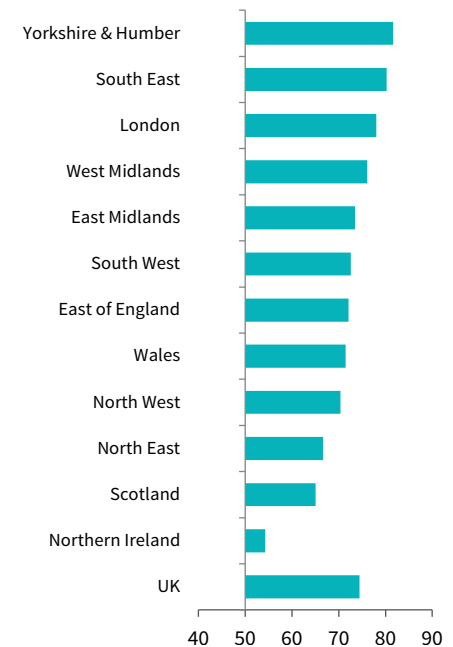 Yorkshire & Humber
South East
London
West Midlands
East Midlands
South West
East of England
Wales
North West
North East
Scotland
Northern Ireland
UK
40 50 60 70 80 90